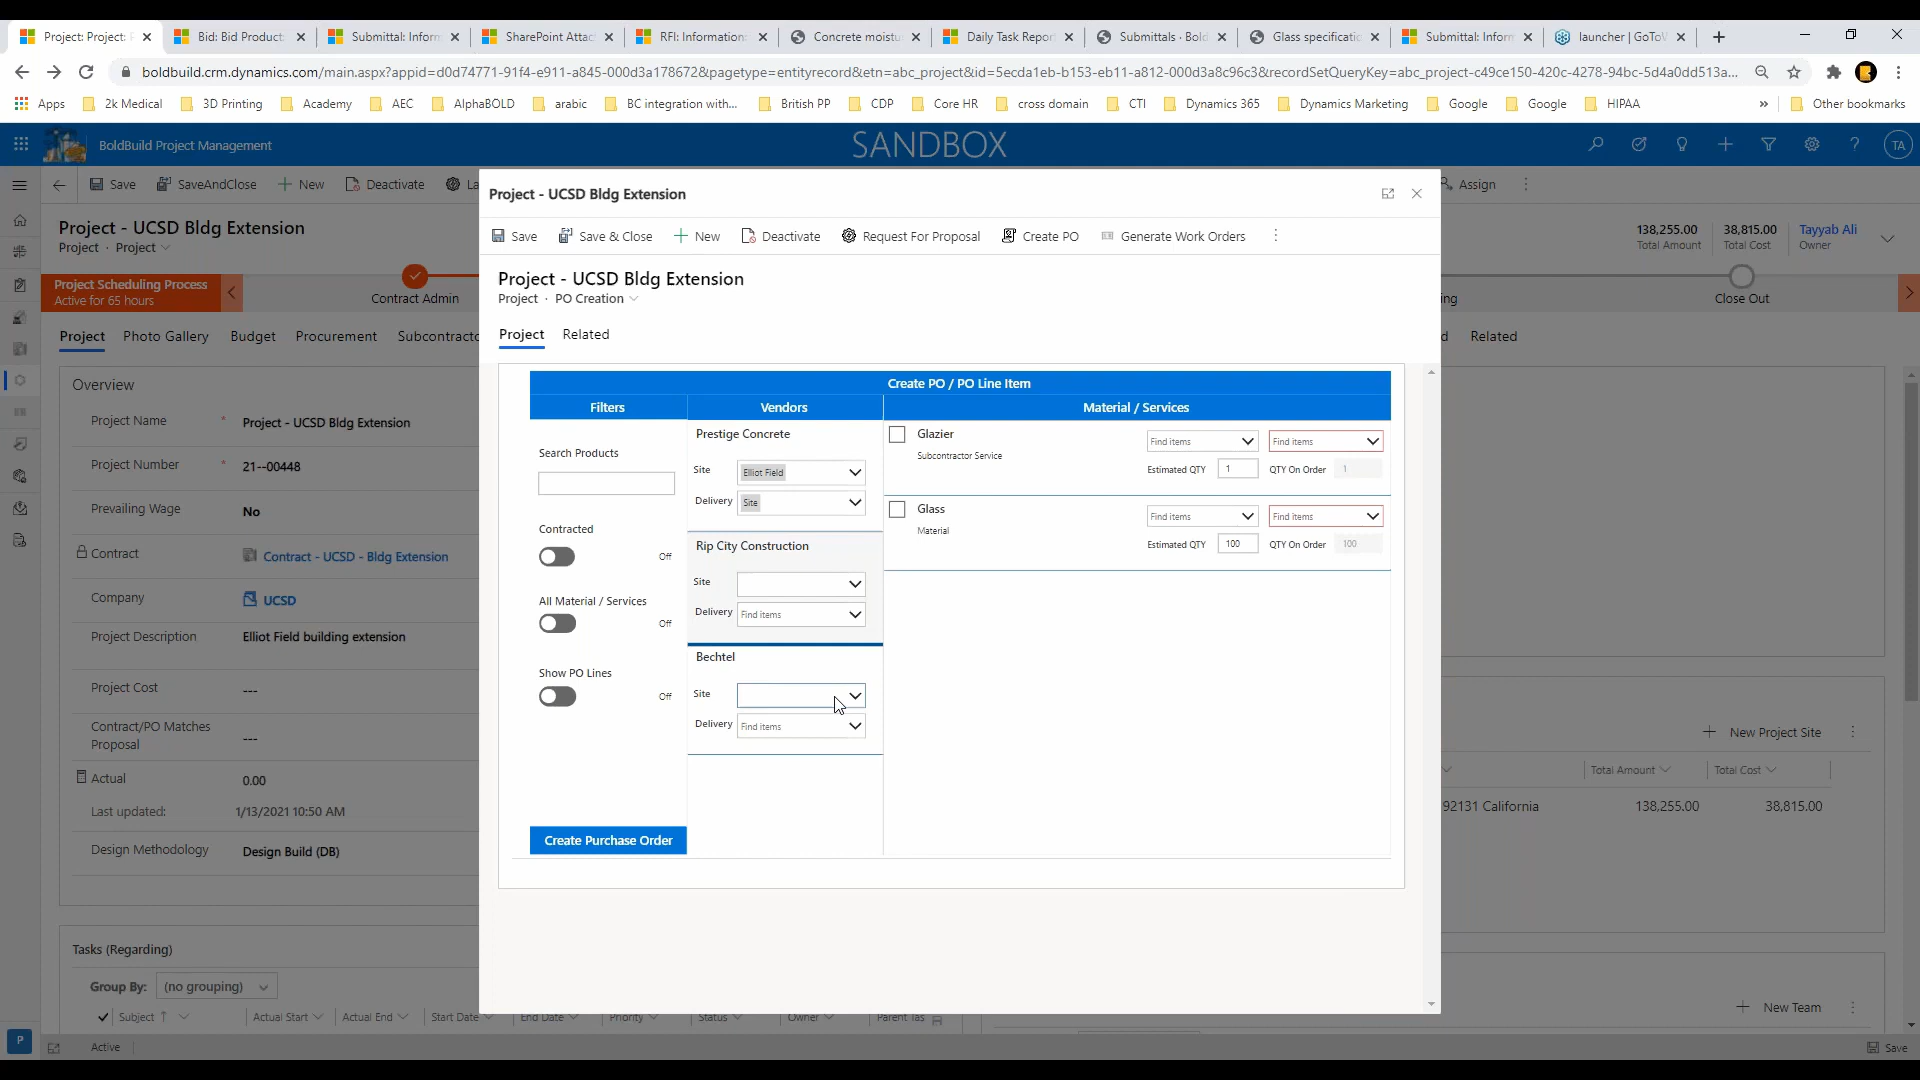 Project: Project:
Bid: Bid Product:
Submittal: Inform
SharePoint Attac
RFI: Information:
Concrete moistu
Daily Task Repor
Submittals · Bold
Glass specificatio
Submittal: Inform
launcher | GoToW
boldbuild.crm.dynamics.com/main.aspx?appid=d0d74771-91f4-e911-a845-000d3a178672&pagetype=entityrecord&etn=abc_project&id=5ecda1eb-b153-eb11-a812-000d3a8c96c3&recordSetQueryKey=abc_project-c49ce150-420c-4278-94bc-5d4a0dd513a...
Apps
2k Medical
3D Printing
Academy
AEC
AlphaBOLD
arabic
BC integration with...
British PP
CDP
Core HR
cross domain
CTI
Dynamics 365
Dynamics Marketing
Google
Google
HIPAA
»
Other bookmarks
BoldBuild Project Management
SANDBOX
TA
Save
SaveAndClose
New
Deactivate
La
Assign
Project - UCSD Bldg Extension
Project · Project
138,255.00
Total Amount
38,815.00
Total Cost
Tayyab Ali
Owner
Project Scheduling Process
Active for 65 hours
Contract Admin
ing
Close Out
Project
Photo Gallery
Budget
Procurement
Subcontracto
d
Related
Overview
Project Name * Project - UCSD Bldg Extension
Project Number * 21--00448
Prevailing Wage No
Contract Contract - UCSD - Bldg Extension
Company UCSD
Project Description Elliot Field building extension
Project Cost ---
Contract/PO Matches
Proposal ---
Actual 0.00
Last updated: 1/13/2021 10:50 AM
Design Methodology Design Build (DB)
Tasks (Regarding)
Group By: (no grouping)
Subject
Actual Start
Actual End
Start Date
End Date
Priority
Status
Owner
Parent Tas
Project - UCSD Bldg Extension
Save
Save & Close
New
Deactivate
Request For Proposal
Create PO
Generate Work Orders
Project - UCSD Bldg Extension
Project · PO Creation
Project
Related
Create PO / PO Line Item
Filters
Vendors
Material / Services
Search Products
Contracted
Off
All Material / Services
Off
Show PO Lines
Off
Create Purchase Order
Prestige Concrete
Site Elliot Field
Delivery Site
Rip City Construction
Site
Delivery Find items
Bechtel
Site
Delivery Find items
Glazier
Subcontractor Service
Find items
Find items
Estimated QTY 1 QTY On Order 1
Glass
Material
Find items
Find items
Estimated QTY 100 QTY On Order 100
New Project Site
Total Amount
Total Cost
92131 California
138,255.00
38,815.00
New Team
P
Active
Save